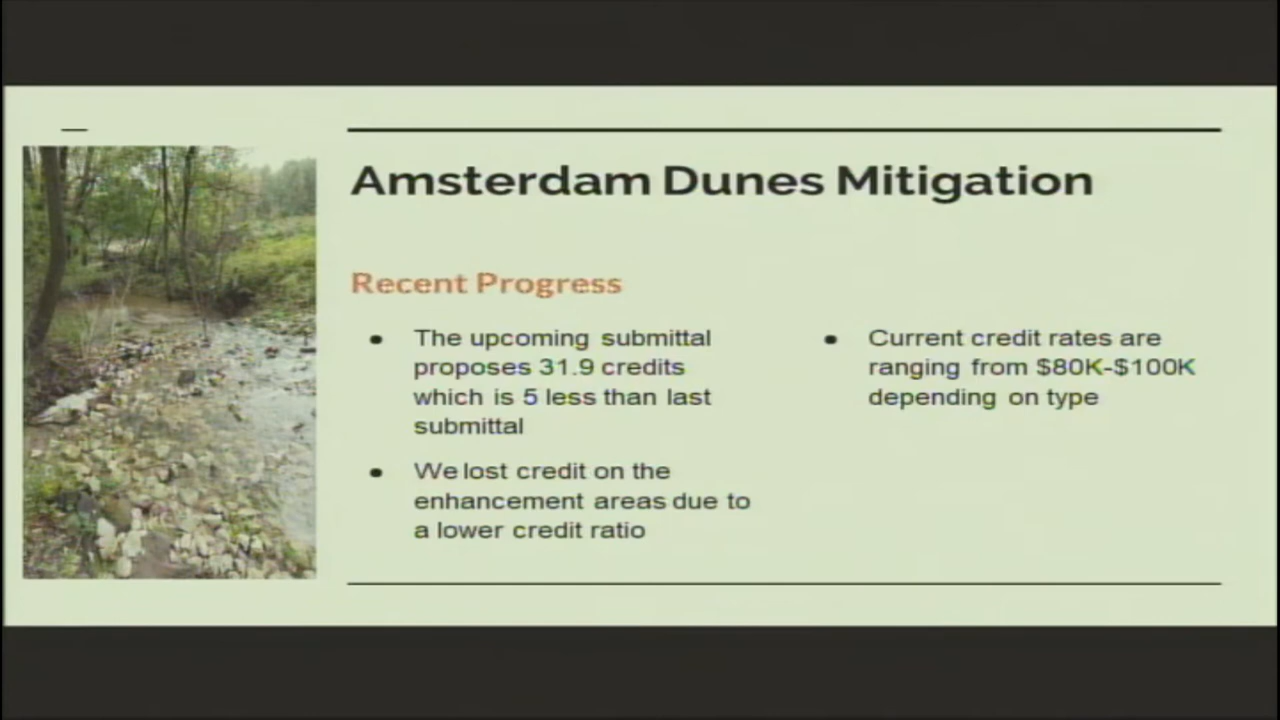 Amsterdam Dunes Mitigation
Recent Progress
● The upcoming submittal
proposes 31.9 credits
which is 5 less than last
submittal
● We lost credit on the
enhancement areas due to
a lower credit ratio
● Current credit rates are
ranging from $80K-$100K
depending on type